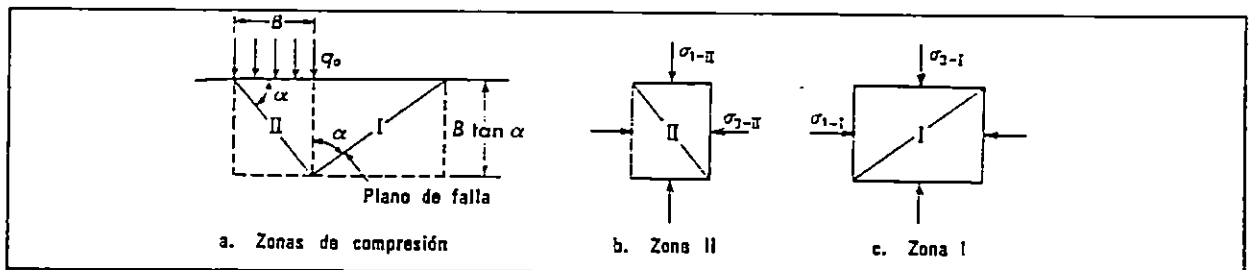 B
q₀
α
II
α
I
B tan α
Plano de falla
a. Zonas de compresión
σ₁₋II
II
σ₃₋II
b. Zona II
σ₃₋I
σ₁₋I
I
c. Zona I